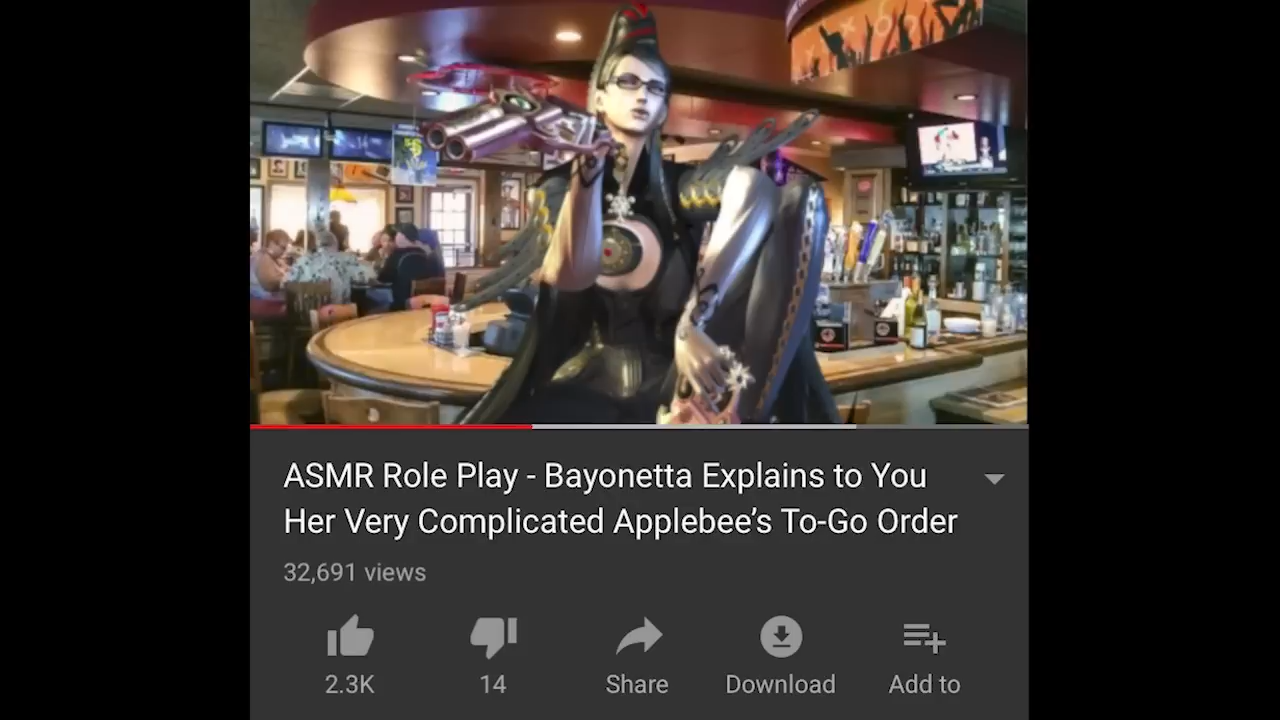 ASMR Role Play - Bayonetta Explains to You
Her Very Complicated Applebee’s To-Go Order
32,691 views
2.3K
14
Share
Download
Add to